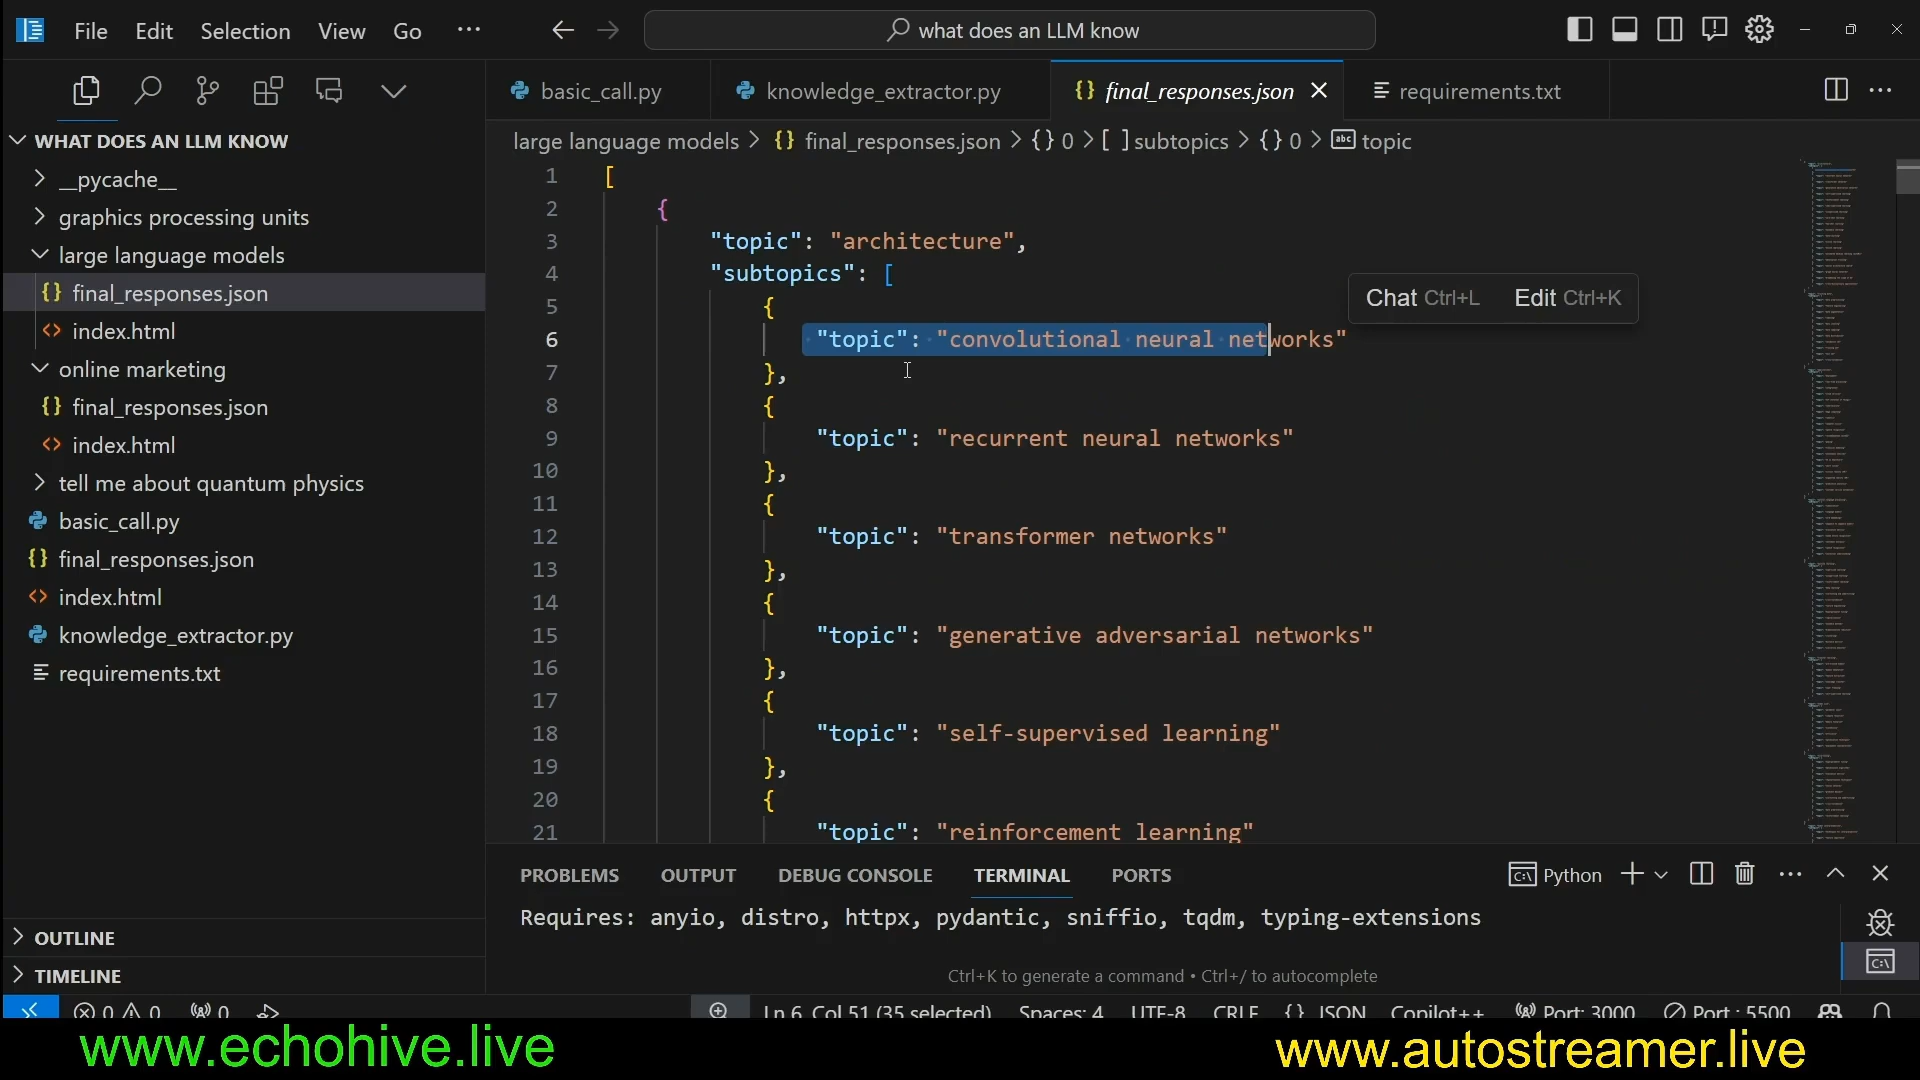 File Edit Selection View Go ··· what does an LLM know
basic_call.py knowledge_extractor.py {} final_responses.json requirements.txt
WHAT DOES AN LLM KNOW
large language models > {} final_responses.json > {} 0 > [ ] subtopics > {} 0 > abc topic
__pycache__
graphics processing units
large language models
{} final_responses.json
<> index.html
online marketing
{} final_responses.json
<> index.html
tell me about quantum physics
basic_call.py
{} final_responses.json
<> index.html
knowledge_extractor.py
requirements.txt
OUTLINE
TIMELINE
1 [
2 {
3 "topic": "architecture",
4 "subtopics": [
5 {
Chat Ctrl+L Edit Ctrl+K
6 "topic": "convolutional neural networks"
7 },
8 {
9 "topic": "recurrent neural networks"
10 },
11 {
12 "topic": "transformer networks"
13 },
14 {
15 "topic": "generative adversarial networks"
16 },
17 {
18 "topic": "self-supervised learning"
19 },
20 {
21 "topic": "reinforcement learning"
PROBLEMS OUTPUT DEBUG CONSOLE TERMINAL PORTS Python
Requires: anyio, distro, httpx, pydantic, sniffio, tqdm, typing-extensions
Ctrl+K to generate a command • Ctrl+/ to autocomplete
0 0 0 Ln 6, Col 51 (35 selected) Spaces: 4 UTF-8 CRLF {} JSON Copilot++ Port: 3000 Port : 5500
www.echohive.live www.autostreamer.live